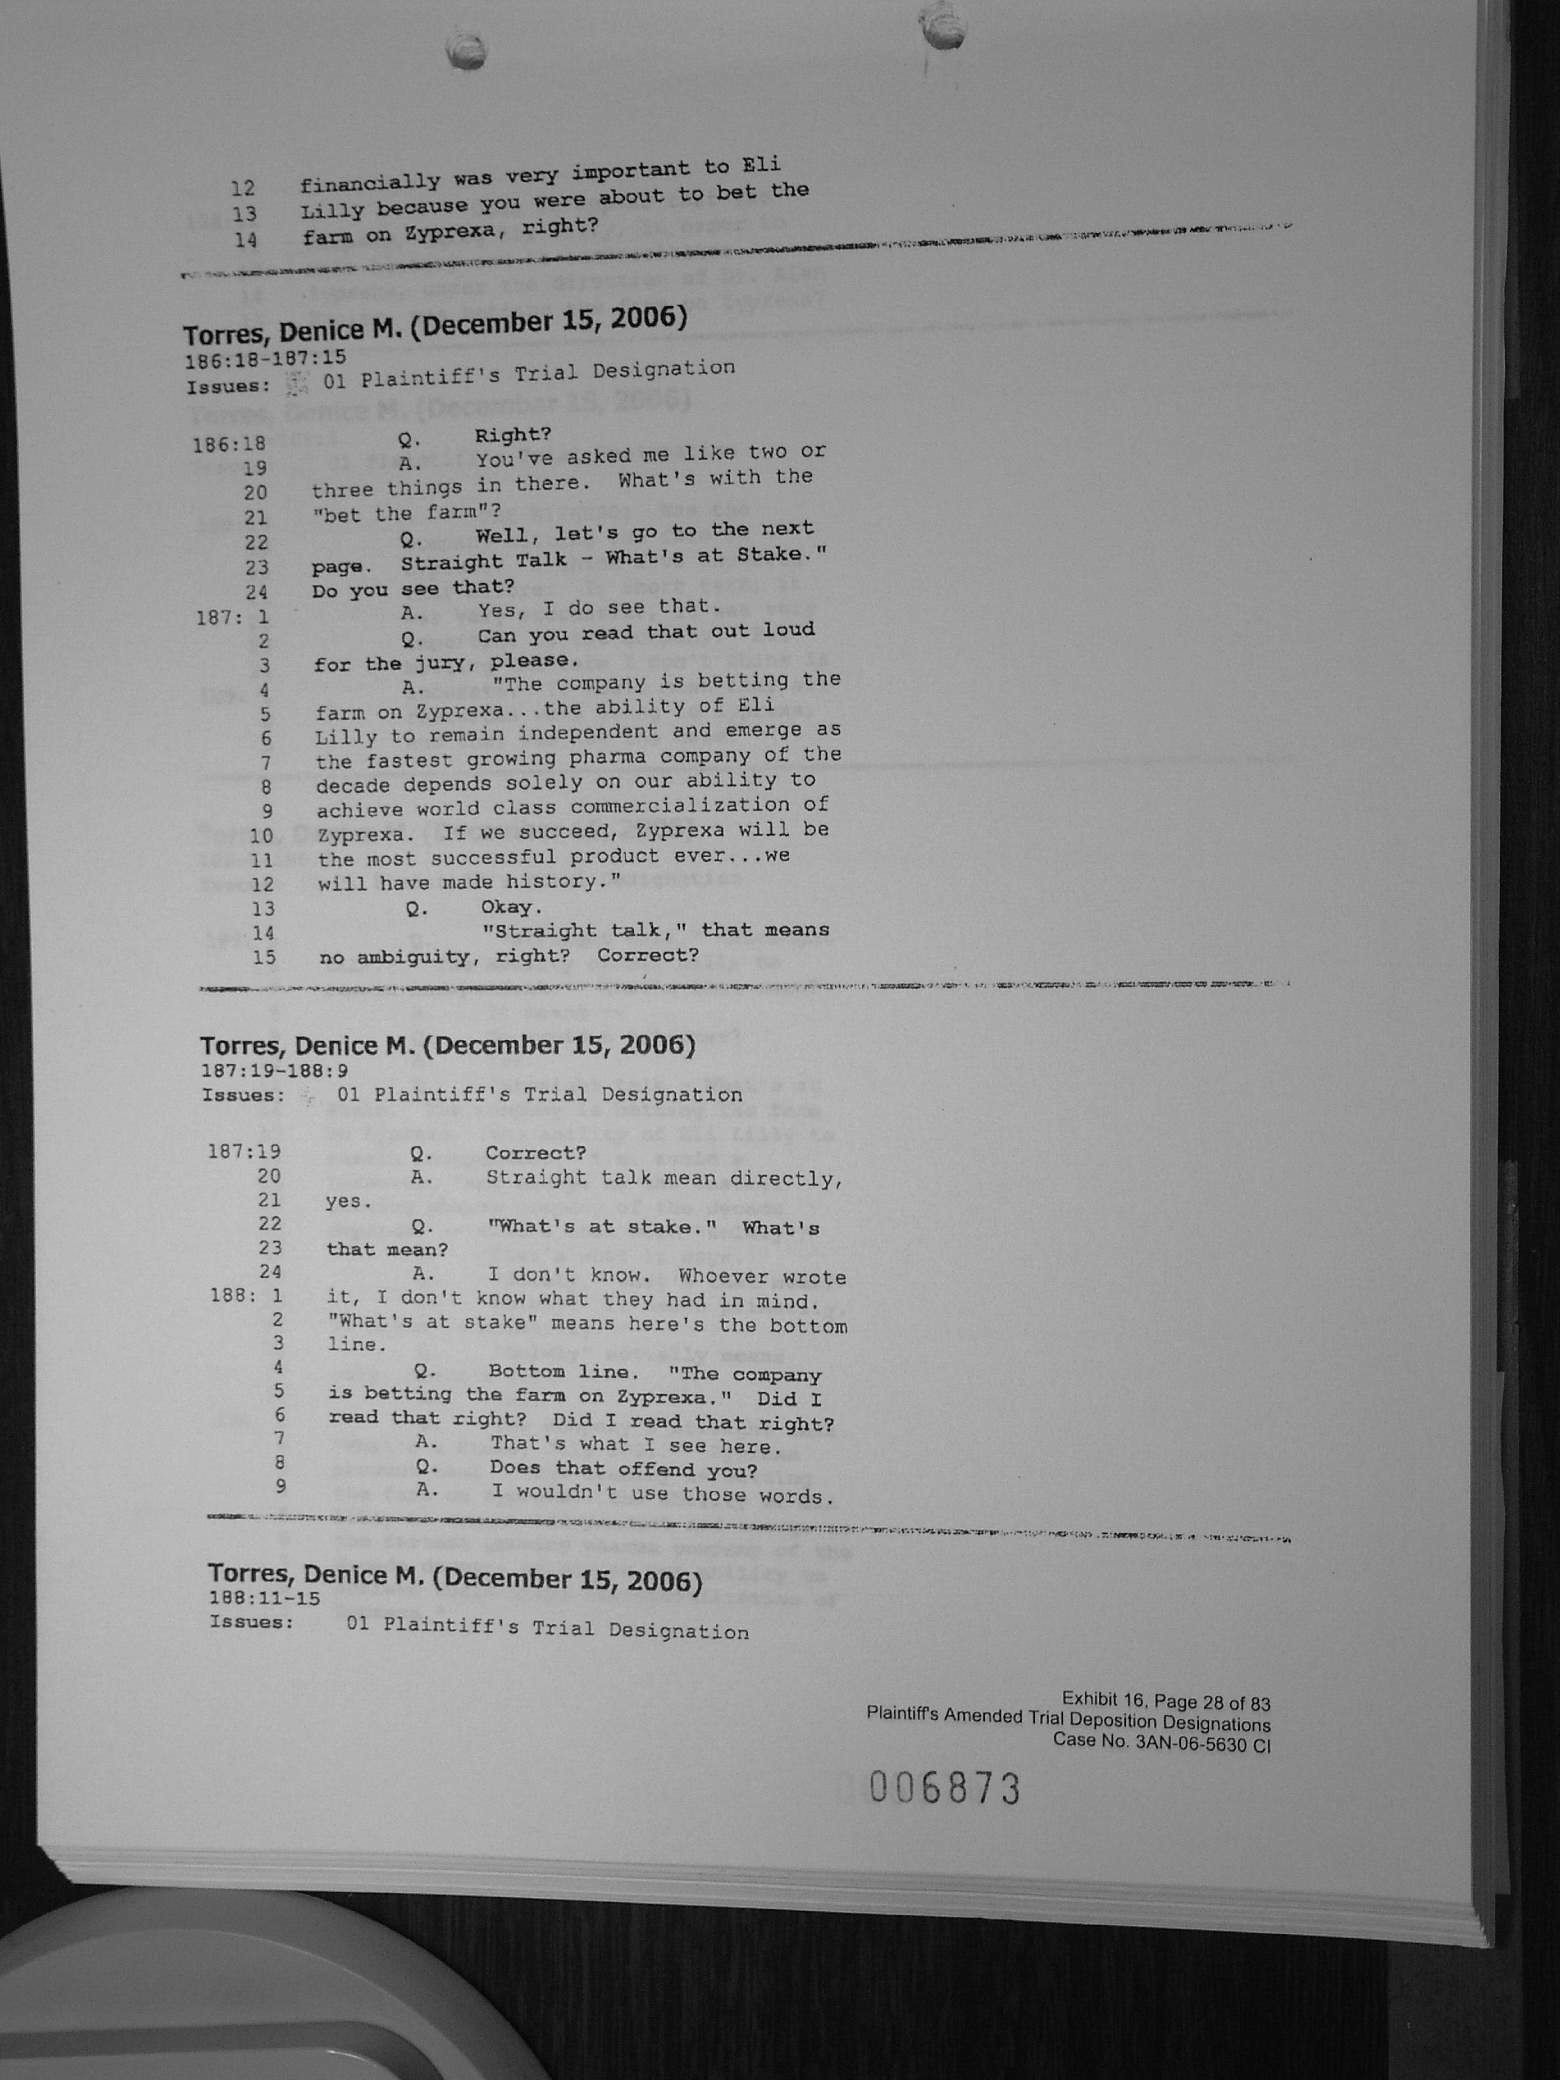 12 financially was very important to Eli
13 Lilly because you were about to bet the
14 farm on Zyprexa, right?
Torres, Denice M. (December 15, 2006)
186:18-187:15
Issues: 01 Plaintiff's Trial Designation
186:18 Q. Right?
19 A. You've asked me like two or
20 three things in there. What's with the
21 "bet the farm"?
22 Q. Well, let's go to the next
23 page. Straight Talk - What's at Stake."
24 Do you see that?
187: 1 A. Yes, I do see that.
2 Q. Can you read that out loud
3 for the jury, please.
4 A. "The company is betting the
5 farm on Zyprexa...the ability of Eli
6 Lilly to remain independent and emerge as
7 the fastest growing pharma company of the
8 decade depends solely on our ability to
9 achieve world class commercialization of
10 Zyprexa. If we succeed, Zyprexa will be
11 the most successful product ever...we
12 will have made history."
13 Q. Okay.
14 "Straight talk," that means
15 no ambiguity, right? Correct?
Torres, Denice M. (December 15, 2006)
187:19-188:9
Issues: 01 Plaintiff's Trial Designation
187:19 Q. Correct?
20 A. Straight talk mean directly,
21 yes.
22 Q. "What's at stake." What's
23 that mean?
24 A. I don't know. Whoever wrote
188: 1 it, I don't know what they had in mind.
2 "What's at stake" means here's the bottom
3 line.
4 Q. Bottom line. "The company
5 is betting the farm on Zyprexa." Did I
6 read that right? Did I read that right?
7 A. That's what I see here.
8 Q. Does that offend you?
9 A. I wouldn't use those words.
Torres, Denice M. (December 15, 2006)
188:11-15
Issues: 01 Plaintiff's Trial Designation
Exhibit 16, Page 28 of 83
Plaintiff's Amended Trial Deposition Designations
Case No. 3AN-06-5630 CI
006873